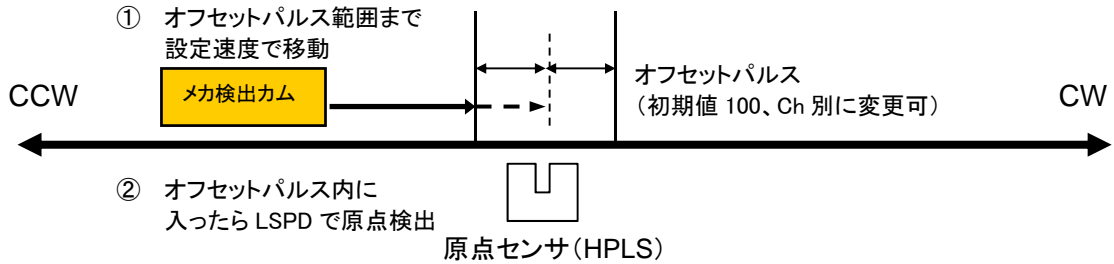 ① オフセットパルス範囲まで
設定速度で移動
メカ検出カム
CCW
オフセットパルス
（初期値 100、Ch 別に変更可）
CW
② オフセットパルス内に
入ったら LSPD で原点検出
原点センサ（HPLS）